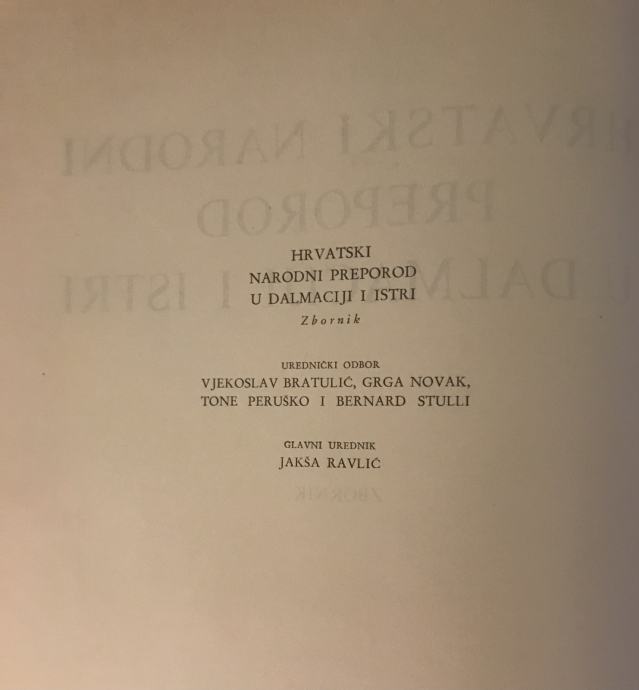 HRVATSKI
NARODNI PREPOROD
U DALMACIJI I ISTRI
Zbornik
UREDNIČKI ODBOR
VJEKOSLAV BRATULIĆ, GRGA NOVAK,
TONE PERUŠKO I BERNARD STULLI
GLAVNI UREDNIK
JAKŠA RAVLIĆ